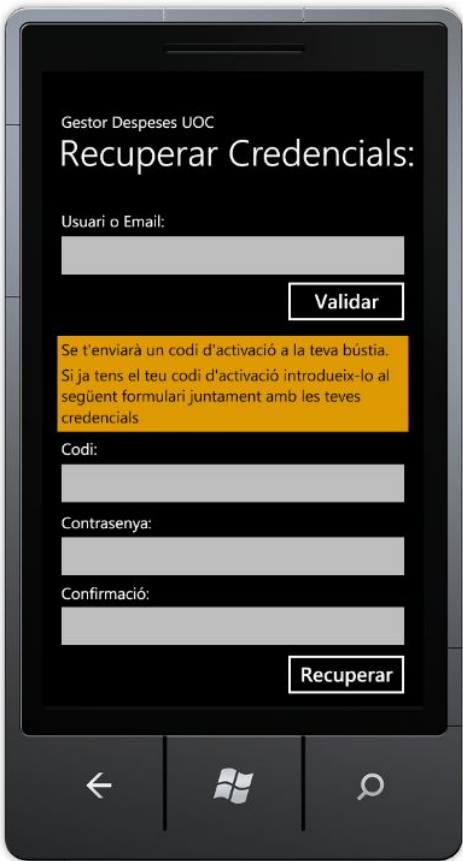 Gestor Despeses UOC
Recuperar Credencials:
Usuari o Email:
Validar
Se t'enviarà un codi d'activació a la teva bústia.
Si ja tens el teu codi d'activació introdueix-lo al
següent formulari juntament amb les teves
credencials
Codi:
Contrasenya:
Confirmació:
Recuperar